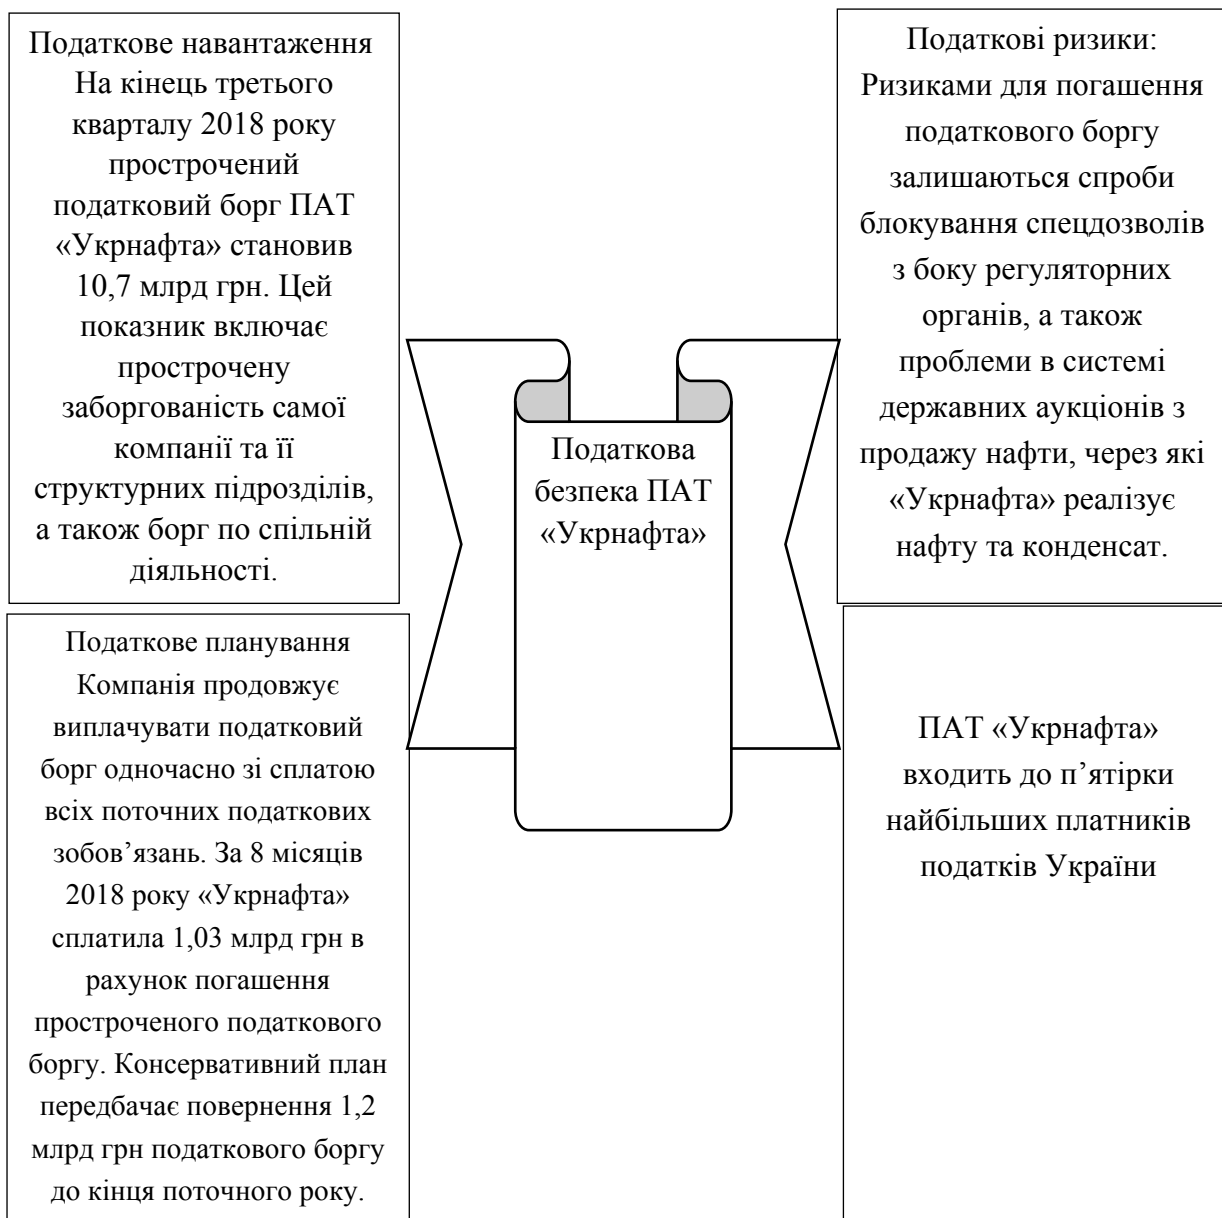 Податкове навантаження
На кінець третього
кварталу 2018 року
прострочений
податковий борг ПАТ
«Укрнафта» становив
10,7 млрд грн. Цей
показник включає
прострочену
заборгованість самої
компанії та її
структурних підрозділів,
а також борг по спільній
діяльності.
Податкові ризики:
Ризиками для погашення
податкового боргу
залишаються спроби
блокування спецдозволів
з боку регуляторних
органів, а також
проблеми в системі
державних аукціонів з
продажу нафти, через які
«Укрнафта» реалізує
нафту та конденсат.
Податкова
безпека ПАТ
«Укрнафта»
Податкове планування
Компанія продовжує
виплачувати податковий
борг одночасно зі сплатою
всіх поточних податкових
зобов’язань. За 8 місяців
2018 року «Укрнафта»
сплатила 1,03 млрд грн в
рахунок погашення
простроченого податкового
боргу. Консервативний план
передбачає повернення 1,2
млрд грн податкового боргу
до кінця поточного року.
ПАТ «Укрнафта»
входить до п’ятірки
найбільших платників
податків України